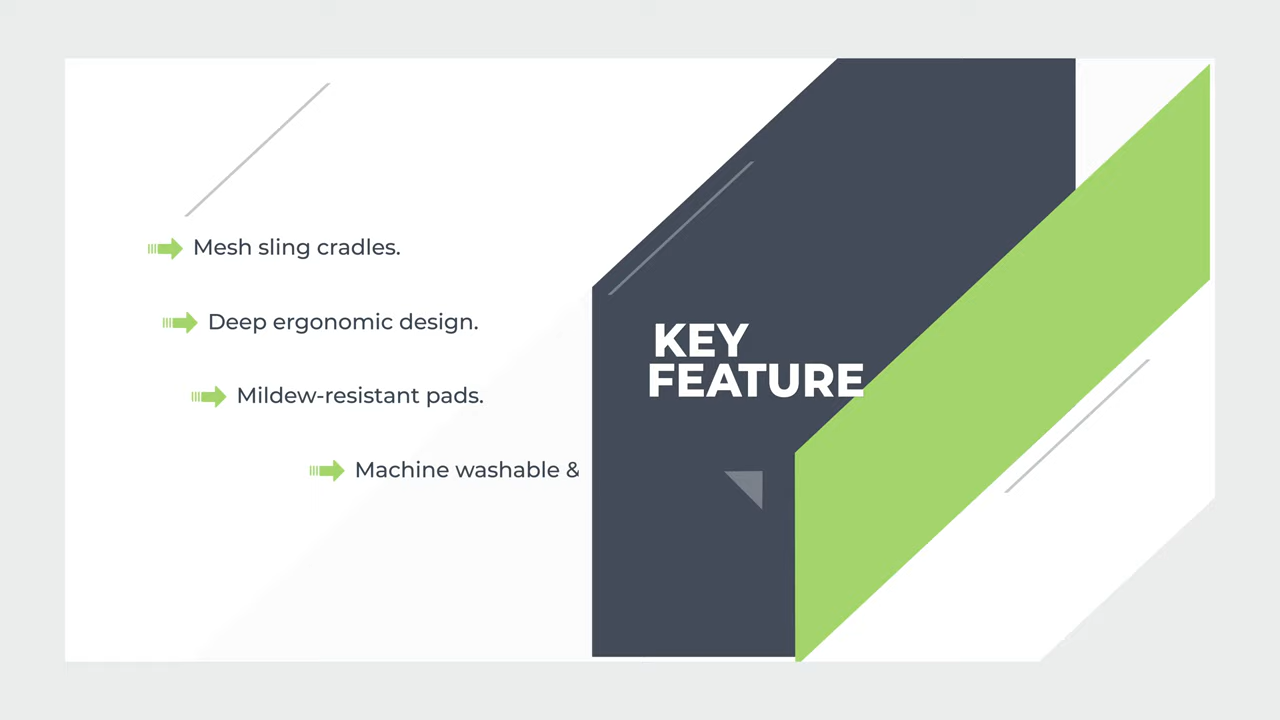 Mesh sling cradles.
Deep ergonomic design.
Mildew-resistant pads.
Machine washable &
KEY
FEATURE